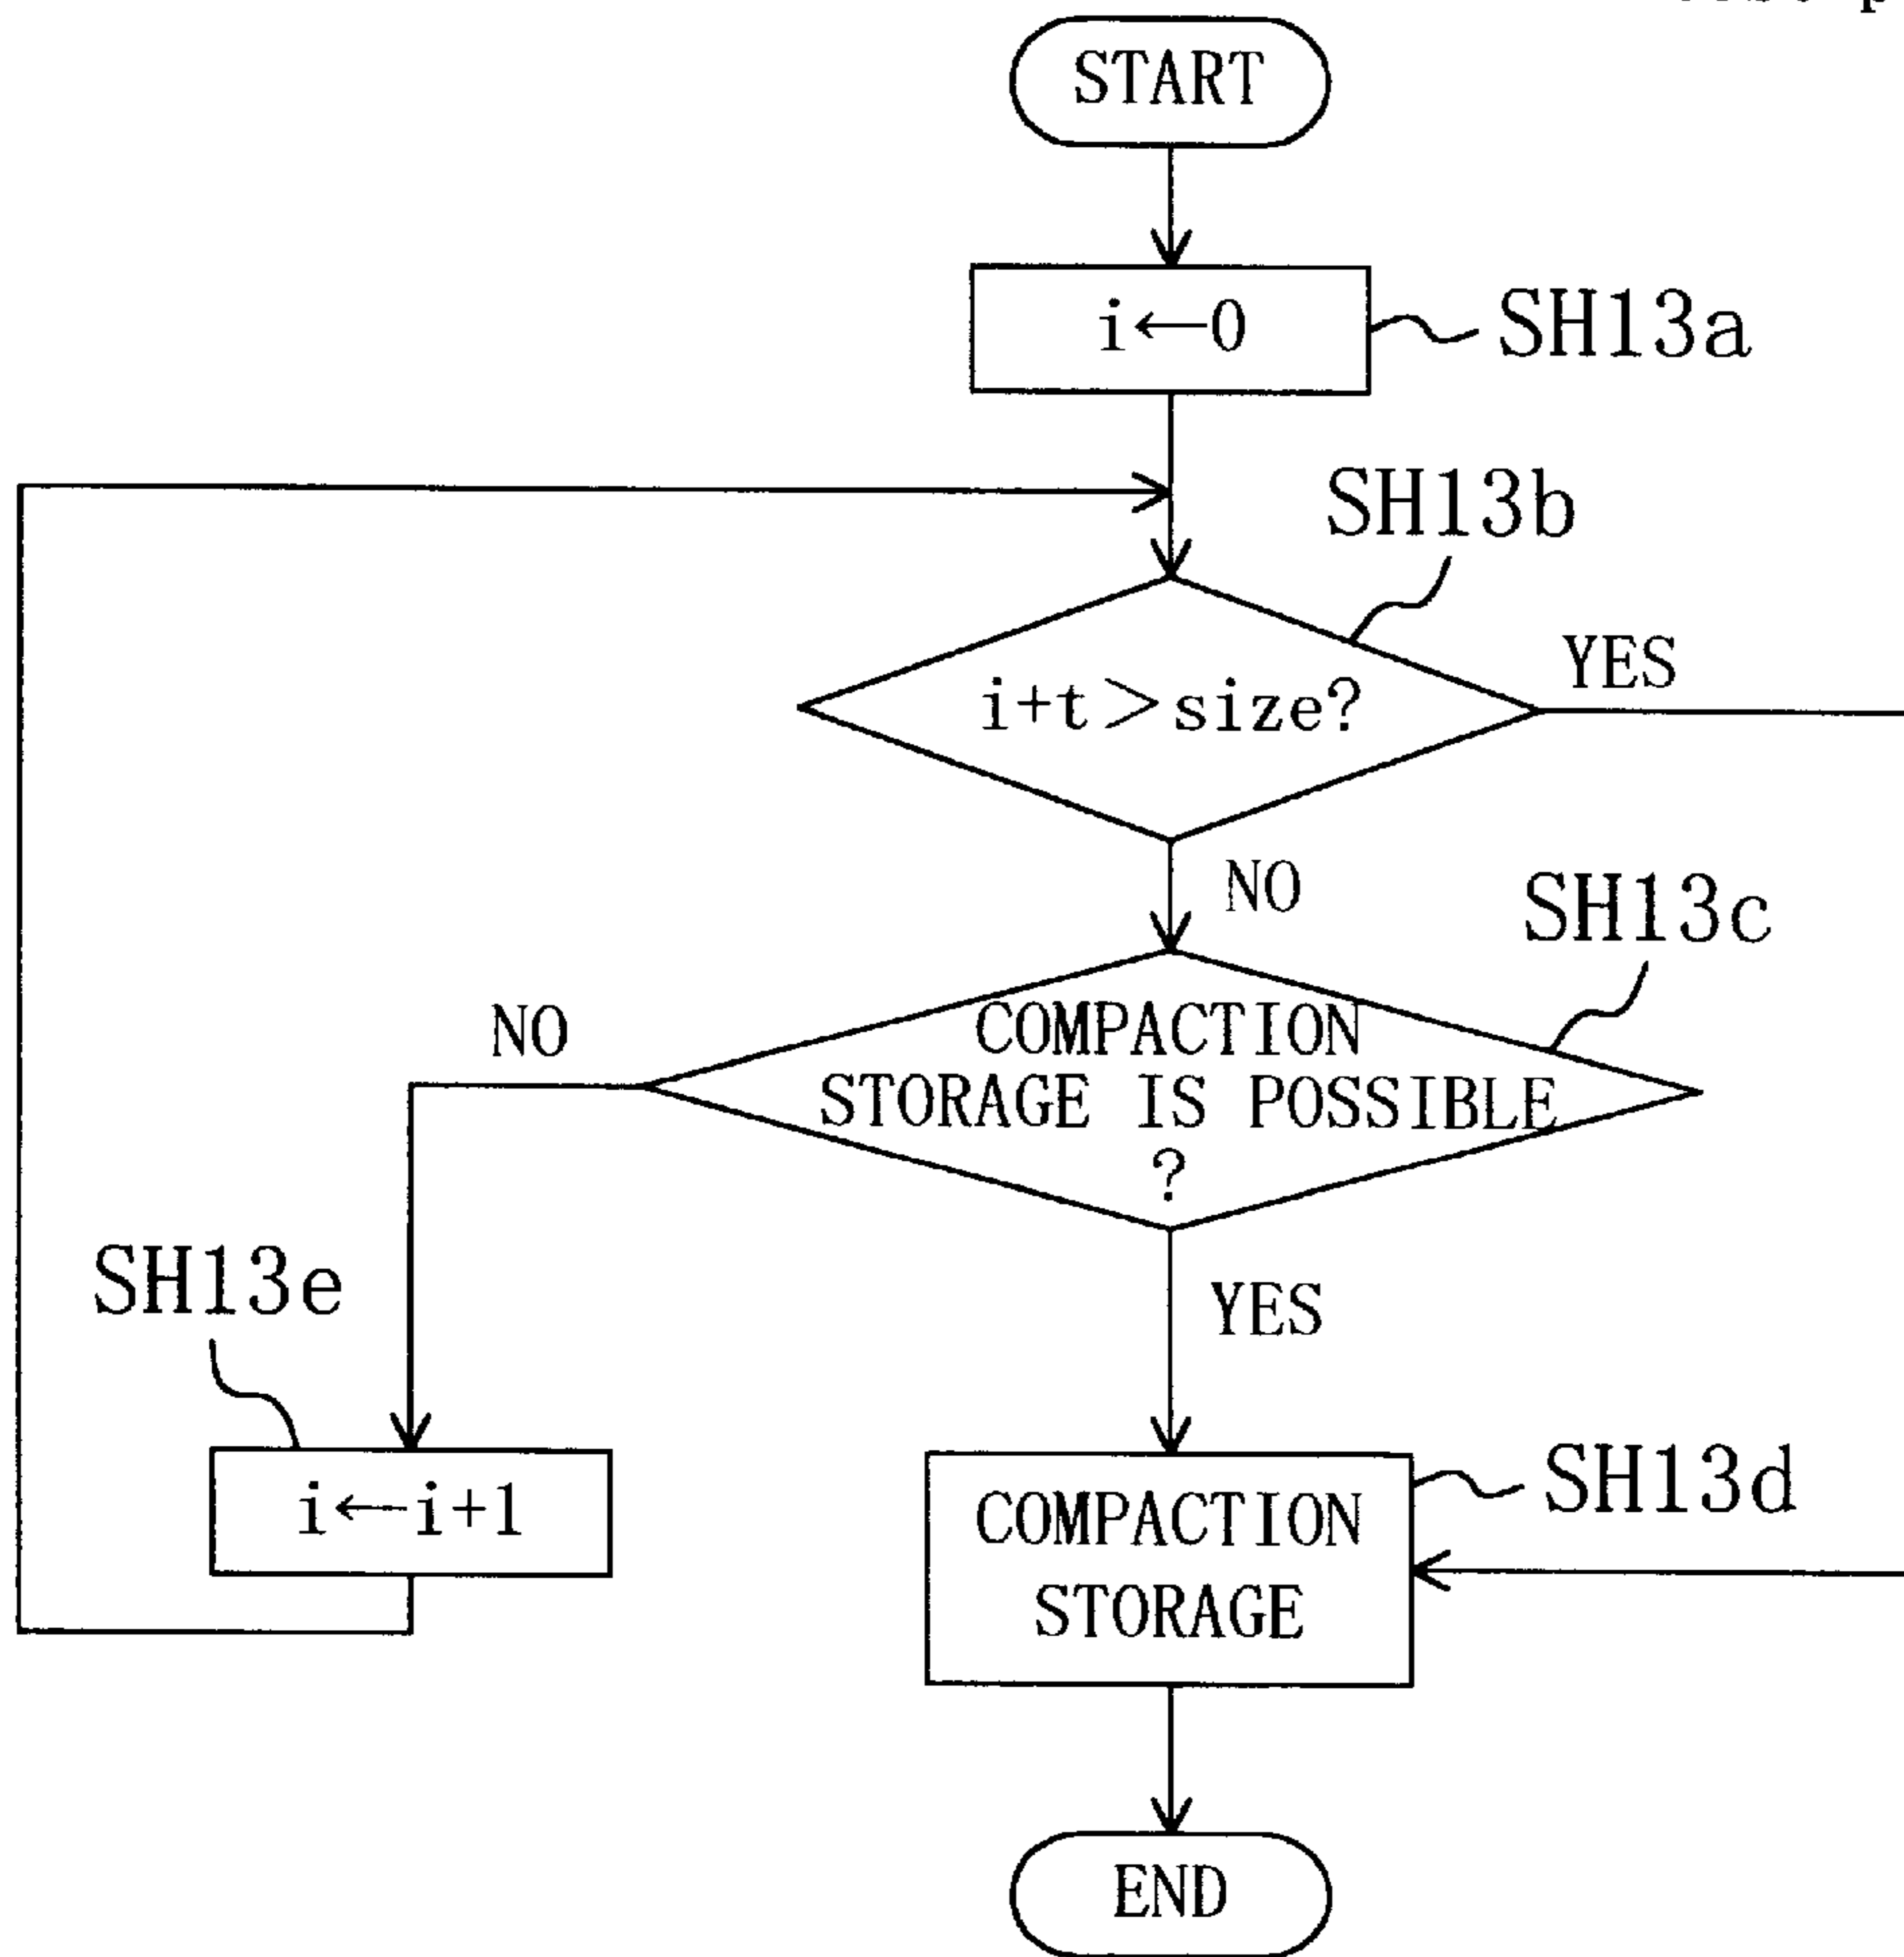 START
i←0
SH13a
SH13b
i+t>size?
YES
NO
SH13c
NO
COMPACTION
STORAGE IS POSSIBLE
?
SH13e
YES
i←i+1
COMPACTION
STORAGE
SH13d
END